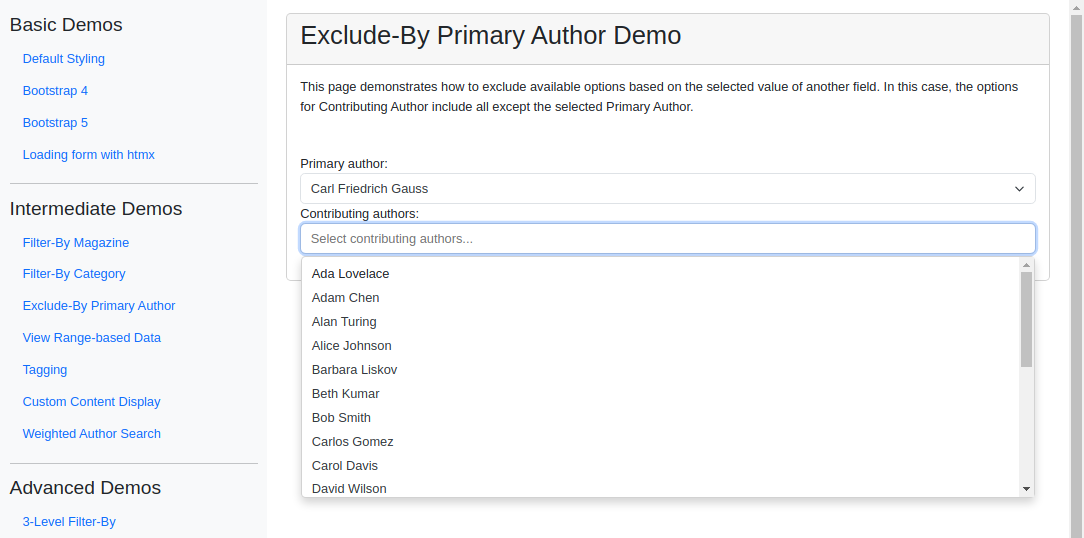 Basic Demos
Default Styling
Bootstrap 4
Bootstrap 5
Loading form with htmx
Intermediate Demos
Filter-By Magazine
Filter-By Category
Exclude-By Primary Author
View Range-based Data
Tagging
Custom Content Display
Weighted Author Search
Advanced Demos
3-Level Filter-By
Exclude-By Primary Author Demo
This page demonstrates how to exclude available options based on the selected value of another field. In this case, the options
for Contributing Author include all except the selected Primary Author.
Primary author:
Carl Friedrich Gauss
Contributing authors:
Select contributing authors...
Ada Lovelace
Adam Chen
Alan Turing
Alice Johnson
Barbara Liskov
Beth Kumar
Bob Smith
Carlos Gomez
Carol Davis
David Wilson